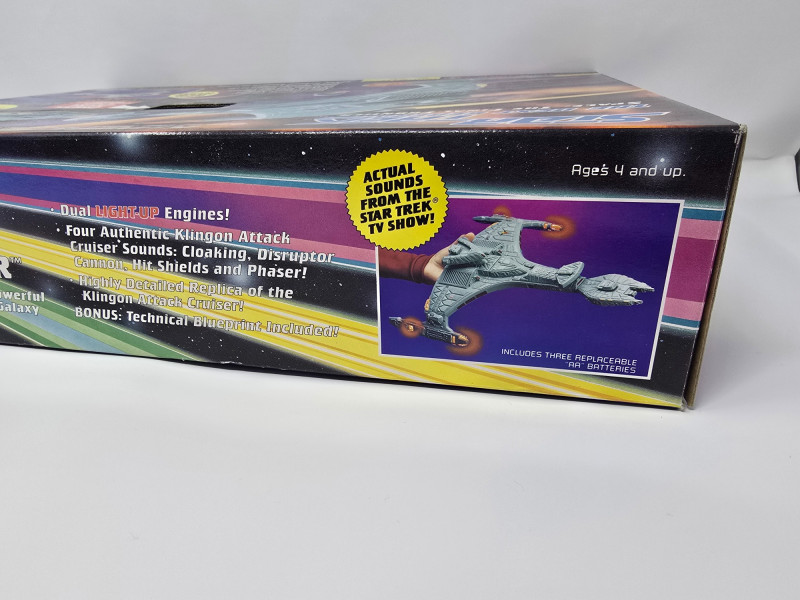 Ages 4 and up.
ACTUAL
SOUNDS
FROM THE
STAR TREK®
TV SHOW!
• Dual LIGHT-UP Engines!
• Four Authentic Klingon Attack
Cruiser Sounds: Cloaking, Disruptor
Cannon, Hit Shields and Phaser!
• Highly Detailed Replica of the
Klingon Attack Cruiser!
BONUS: Technical Blueprint Included!
R™
Galaxy
INCLUDES THREE REPLACEABLE
"AA" BATTERIES